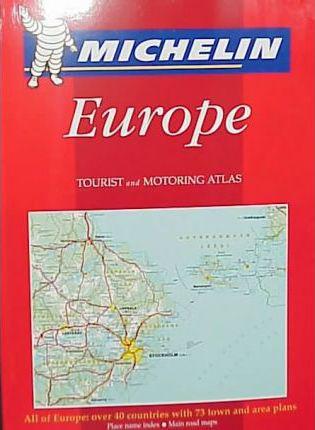 MICHELIN
Europe
TOURIST and MOTORING ATLAS
UPPSALA
STOCKHOLM
All of Europe: over 40 countries with 73 town and area plans
Place name index ● Main road maps